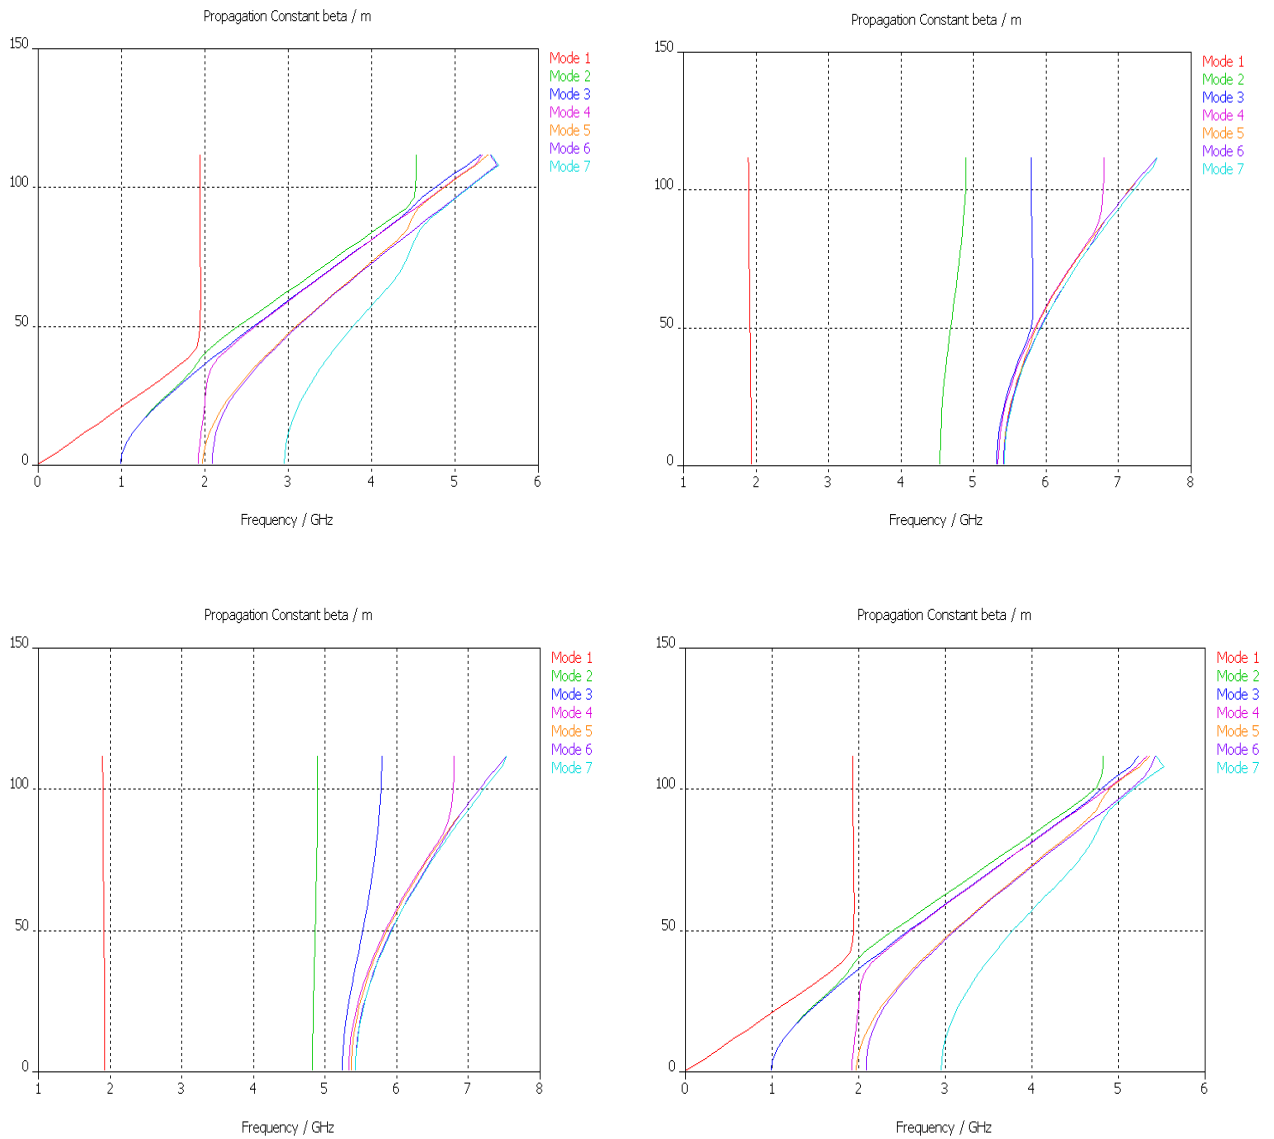 Propagation Constant beta / m
150
100
50
0
0 1 2 3 4 5 6
Frequency / GHz
Mode 1
Mode 2
Mode 3
Mode 4
Mode 5
Mode 6
Mode 7
Propagation Constant beta / m
150
100
50
0
1 2 3 4 5 6 7 8
Frequency / GHz
Mode 1
Mode 2
Mode 3
Mode 4
Mode 5
Mode 6
Mode 7
Propagation Constant beta / m
150
100
50
0
1 2 3 4 5 6 7 8
Frequency / GHz
Mode 1
Mode 2
Mode 3
Mode 4
Mode 5
Mode 6
Mode 7
Propagation Constant beta / m
150
100
50
0
0 1 2 3 4 5 6
Frequency / GHz
Mode 1
Mode 2
Mode 3
Mode 4
Mode 5
Mode 6
Mode 7